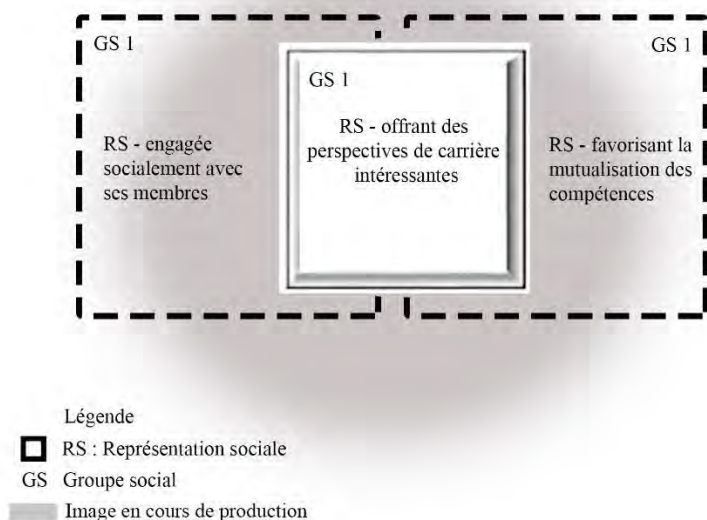 GS 1
RS - engagée
socialement avec
ses membres
GS 1
RS - offrant des
perspectives de carrière
intéressantes
GS 1
RS - favorisant la
mutualisation des
compétences
Légende
RS : Représentation sociale
GS Groupe social
Image en cours de production